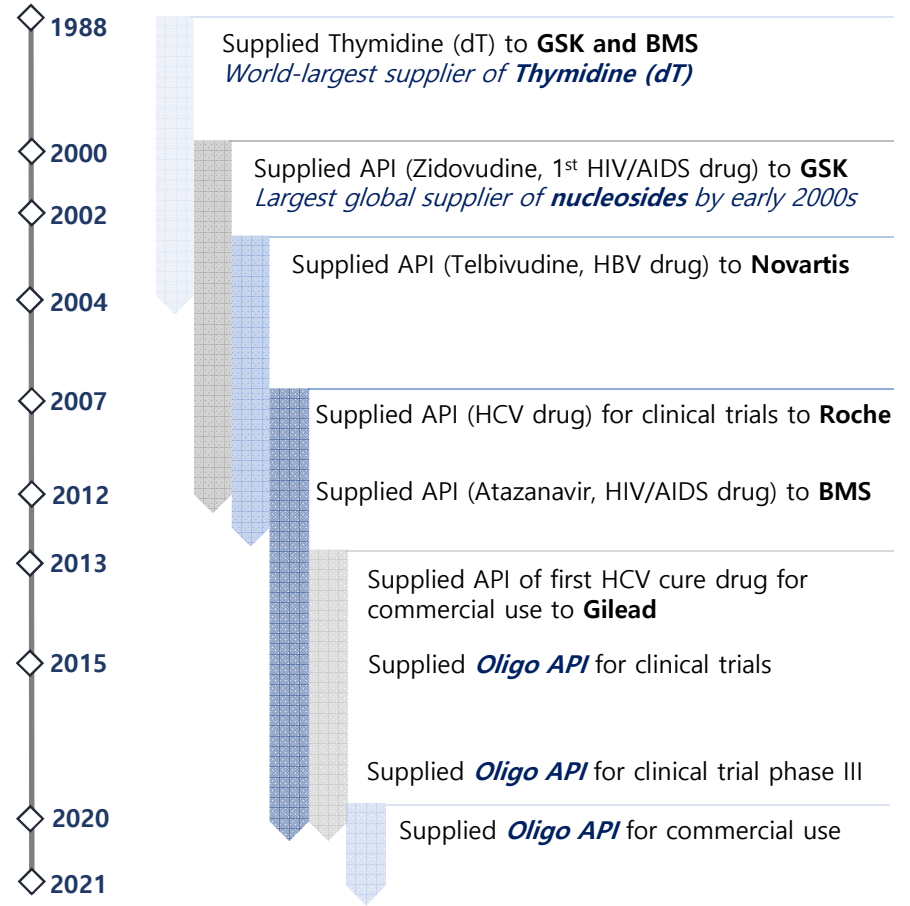 1988
Supplied Thymidine (dT) to GSK and BMS
World-largest supplier of Thymidine (dT)
2000
Supplied API (Zidovudine, 1st HIV/AIDS drug) to GSK
Largest global supplier of nucleosides by early 2000s
2002
Supplied API (Telbivudine, HBV drug) to Novartis
2004
2007
Supplied API (HCV drug) for clinical trials to Roche
2012
Supplied API (Atazanavir, HIV/AIDS drug) to BMS
2013
Supplied API of first HCV cure drug for
commercial use to Gilead
2015
Supplied Oligo API for clinical trials
Supplied Oligo API for clinical trial phase III
2020
Supplied Oligo API for commercial use
2021